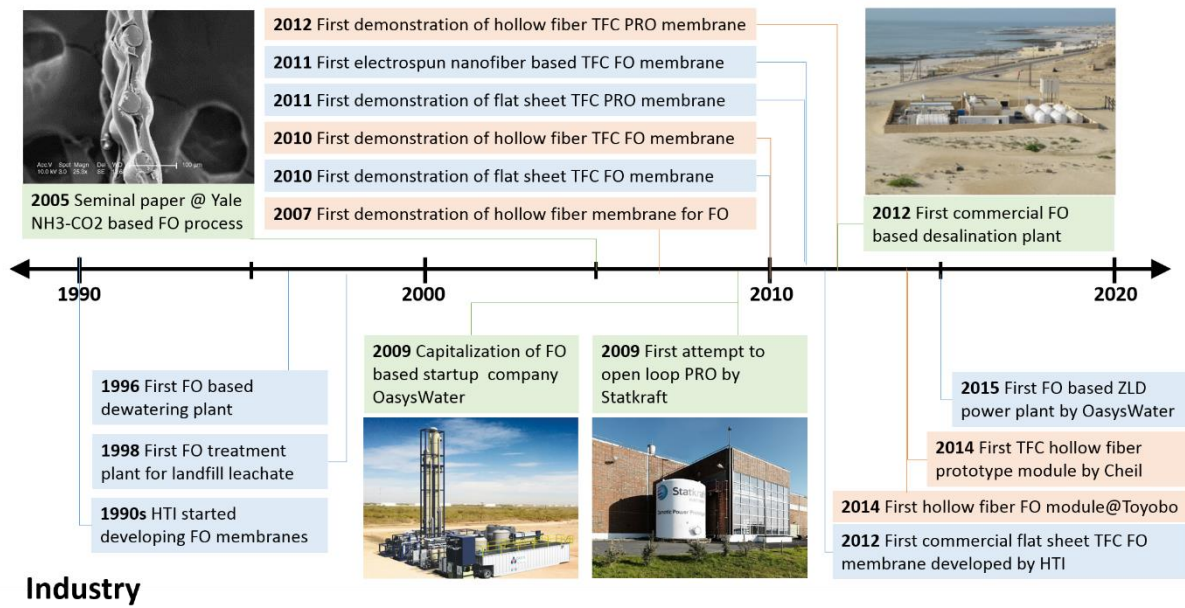 2012 First demonstration of hollow fiber TFC PRO membrane
2011 First electrospun nanofiber based TFC FO membrane
2011 First demonstration of flat sheet TFC PRO membrane
2010 First demonstration of hollow fiber TFC FO membrane
2010 First demonstration of flat sheet TFC FO membrane
2007 First demonstration of hollow fiber membrane for FO
100 µm
2005 Seminal paper @ Yale
NH3-CO2 based FO process
2012 First commercial FO
based desalination plant
1990
2000
2010
2020
1996 First FO based
dewatering plant
1998 First FO treatment
plant for landfill leachate
1990s HTI started
developing FO membranes
2009 Capitalization of FO
based startup company
OasysWater
2009 First attempt to
open loop PRO by
Statkraft
Statkraft
2015 First FO based ZLD
power plant by OasysWater
2014 First TFC hollow fiber
prototype module by Cheil
2014 First hollow fiber FO module@Toyobo
2012 First commercial flat sheet TFC FO
membrane developed by HTI
Industry